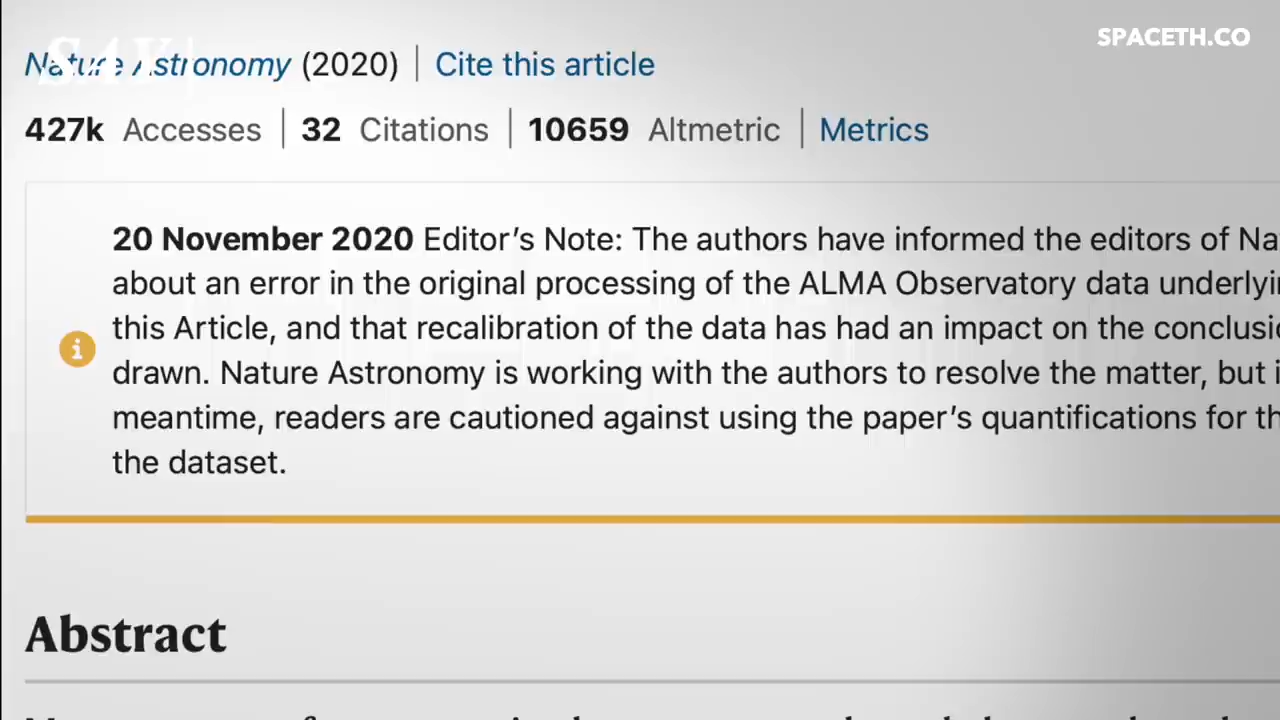 SPACETH.CO
Nature Astronomy (2020) | Cite this article
427k Accesses | 32 Citations | 10659 Altmetric | Metrics
20 November 2020 Editor's Note: The authors have informed the editors of Na
about an error in the original processing of the ALMA Observatory data underlyi
this Article, and that recalibration of the data has had an impact on the conclusi
drawn. Nature Astronomy is working with the authors to resolve the matter, but i
meantime, readers are cautioned against using the paper's quantifications for th
the dataset.
Abstract